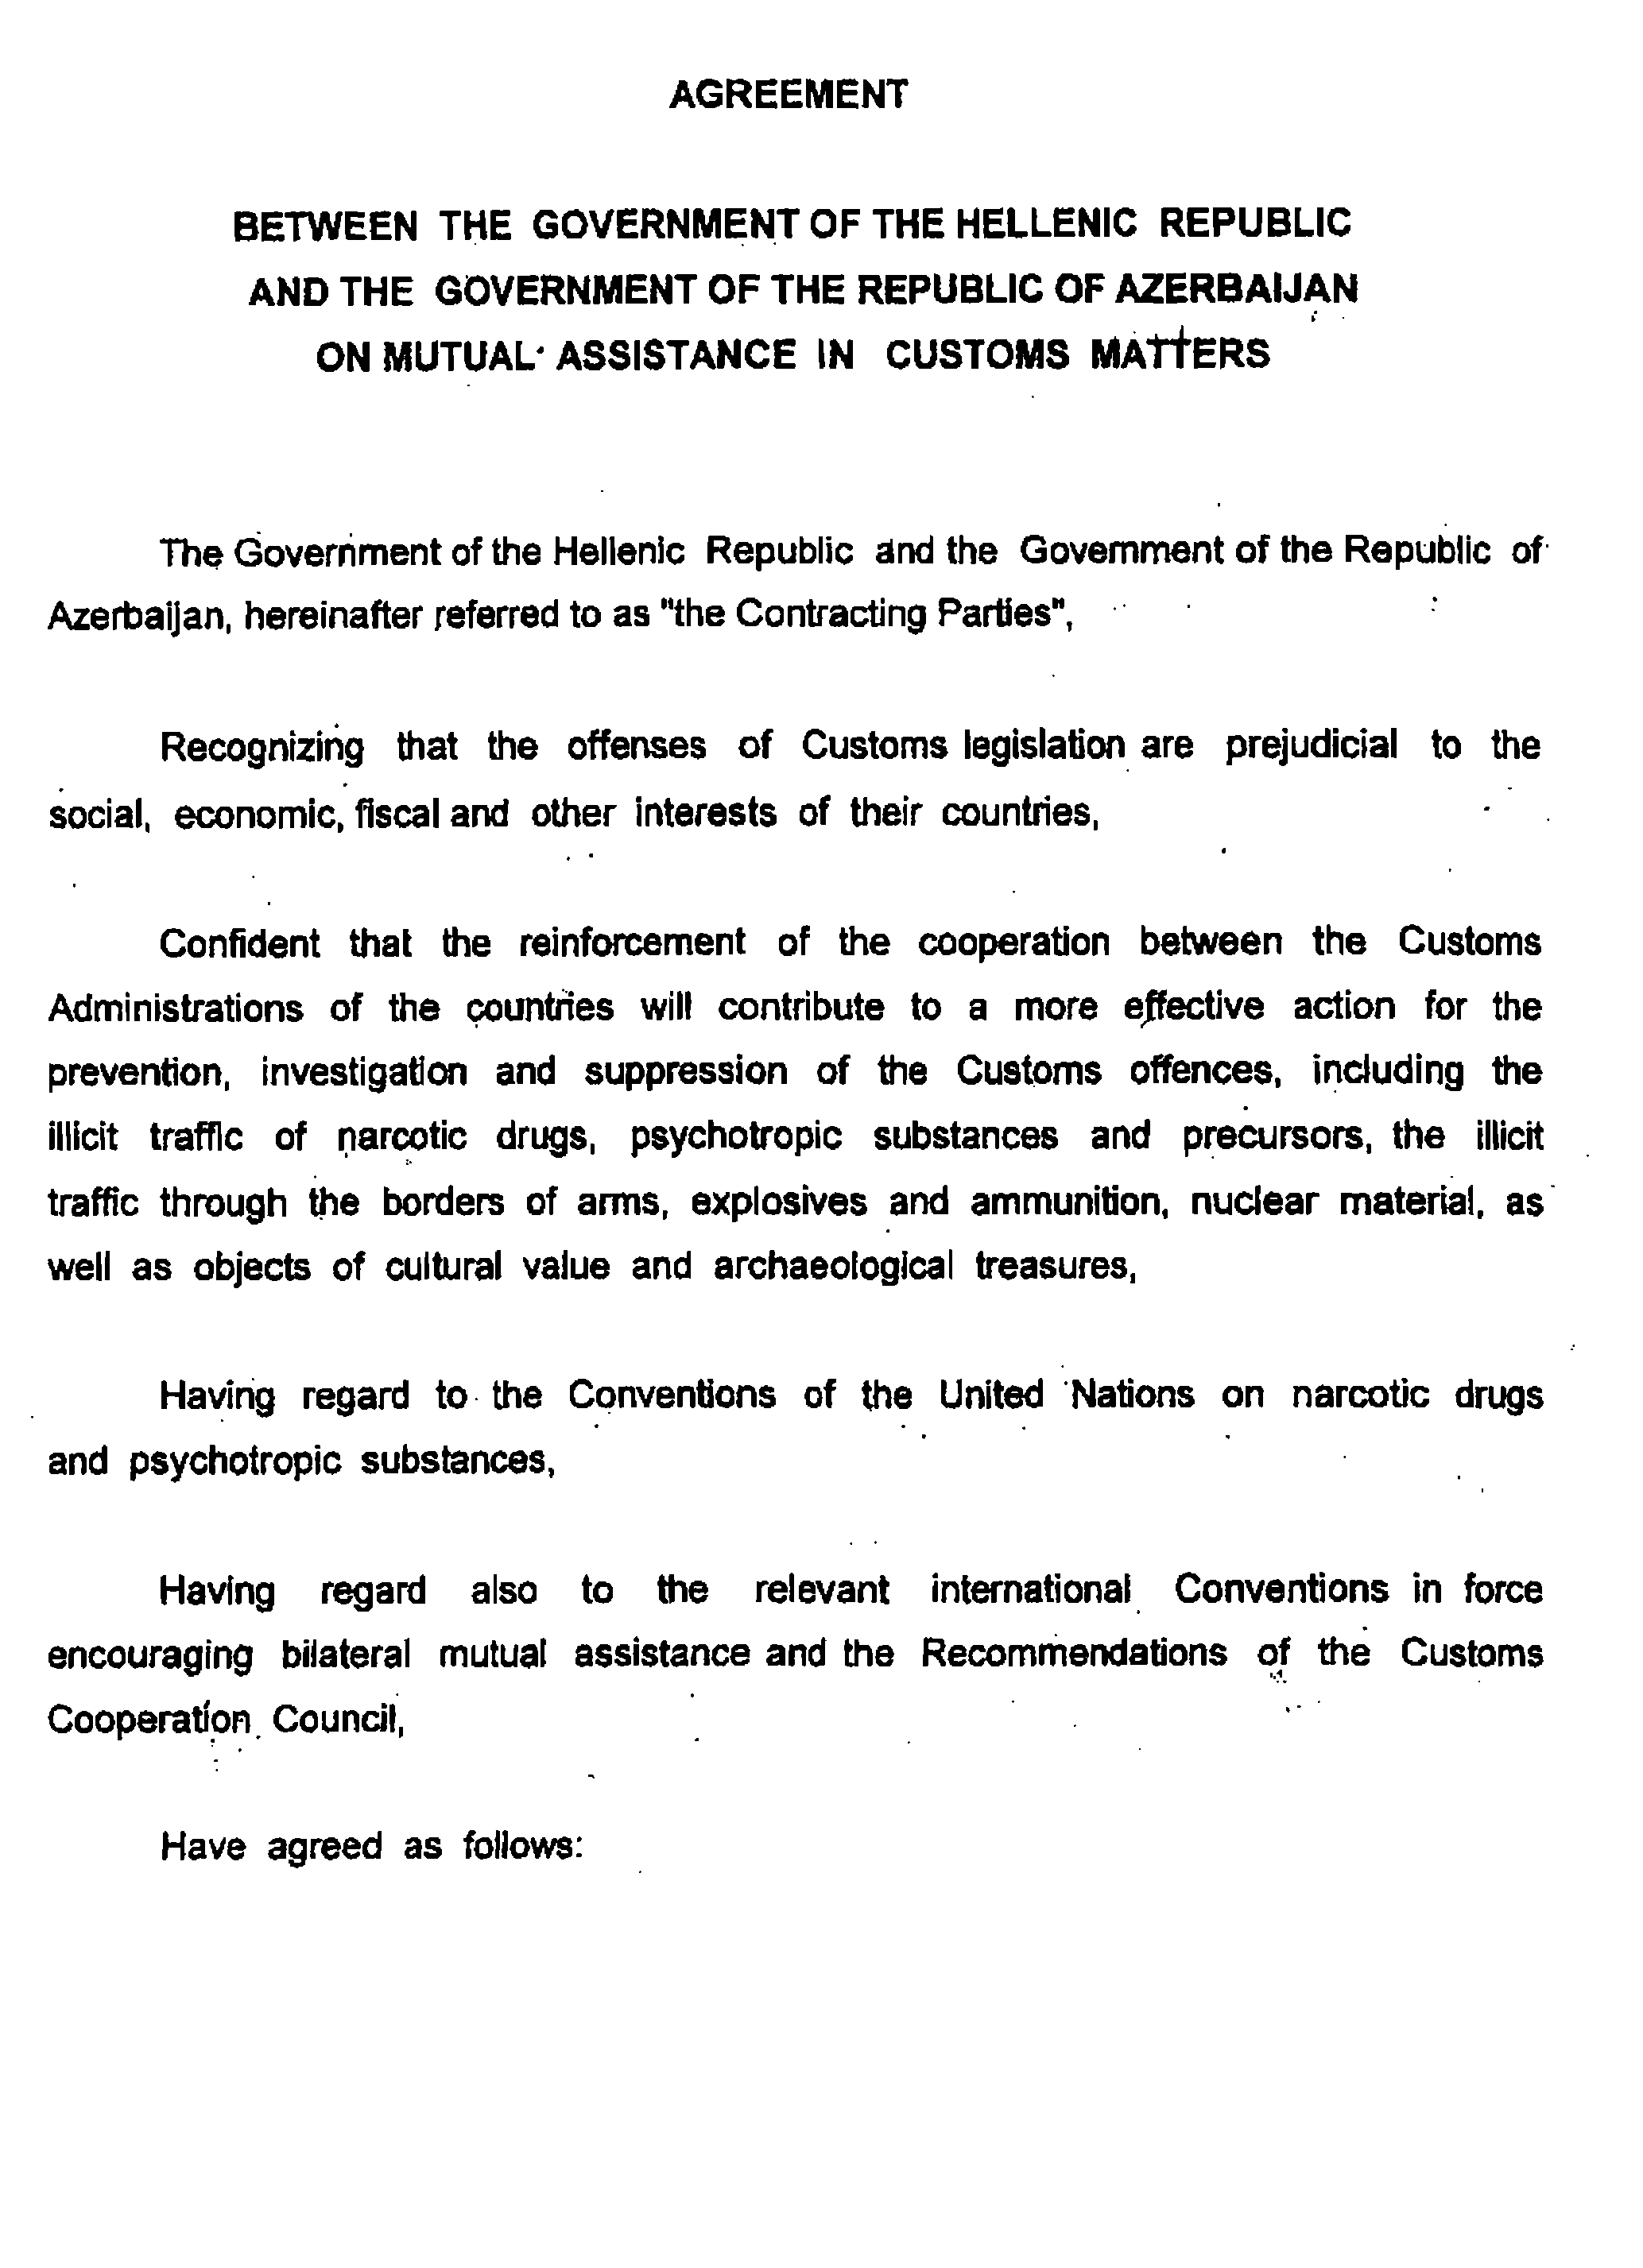 AGREEMENT
BETWEEN THE GOVERNMENT OF THE HELLENIC REPUBLIC
AND THE GOVERNMENT OF THE REPUBLIC OF AZERBAIJAN
ON MUTUAL ASSISTANCE IN CUSTOMS MATTERS
The Government of the Hellenic Republic and the Government of the Republic of
Azerbaijan, hereinafter referred to as "the Contracting Parties",
Recognizing that the offenses of Customs legislation are prejudicial to the
social, economic, fiscal and other interests of their countries,
Confident that the reinforcement of the cooperation between the Customs
Administrations of the countries will contribute to a more effective action for the
prevention, investigation and suppression of the Customs offences, including the
illicit traffic of narcotic drugs, psychotropic substances and precursors, the illicit
traffic through the borders of arms, explosives and ammunition, nuclear material, as
well as objects of cultural value and archaeological treasures,
Having regard to the Conventions of the United Nations on narcotic drugs
and psychotropic substances,
Having regard also to the relevant international Conventions in force
encouraging bilateral mutual assistance and the Recommendations of the Customs
Cooperation Council,
Have agreed as follows: